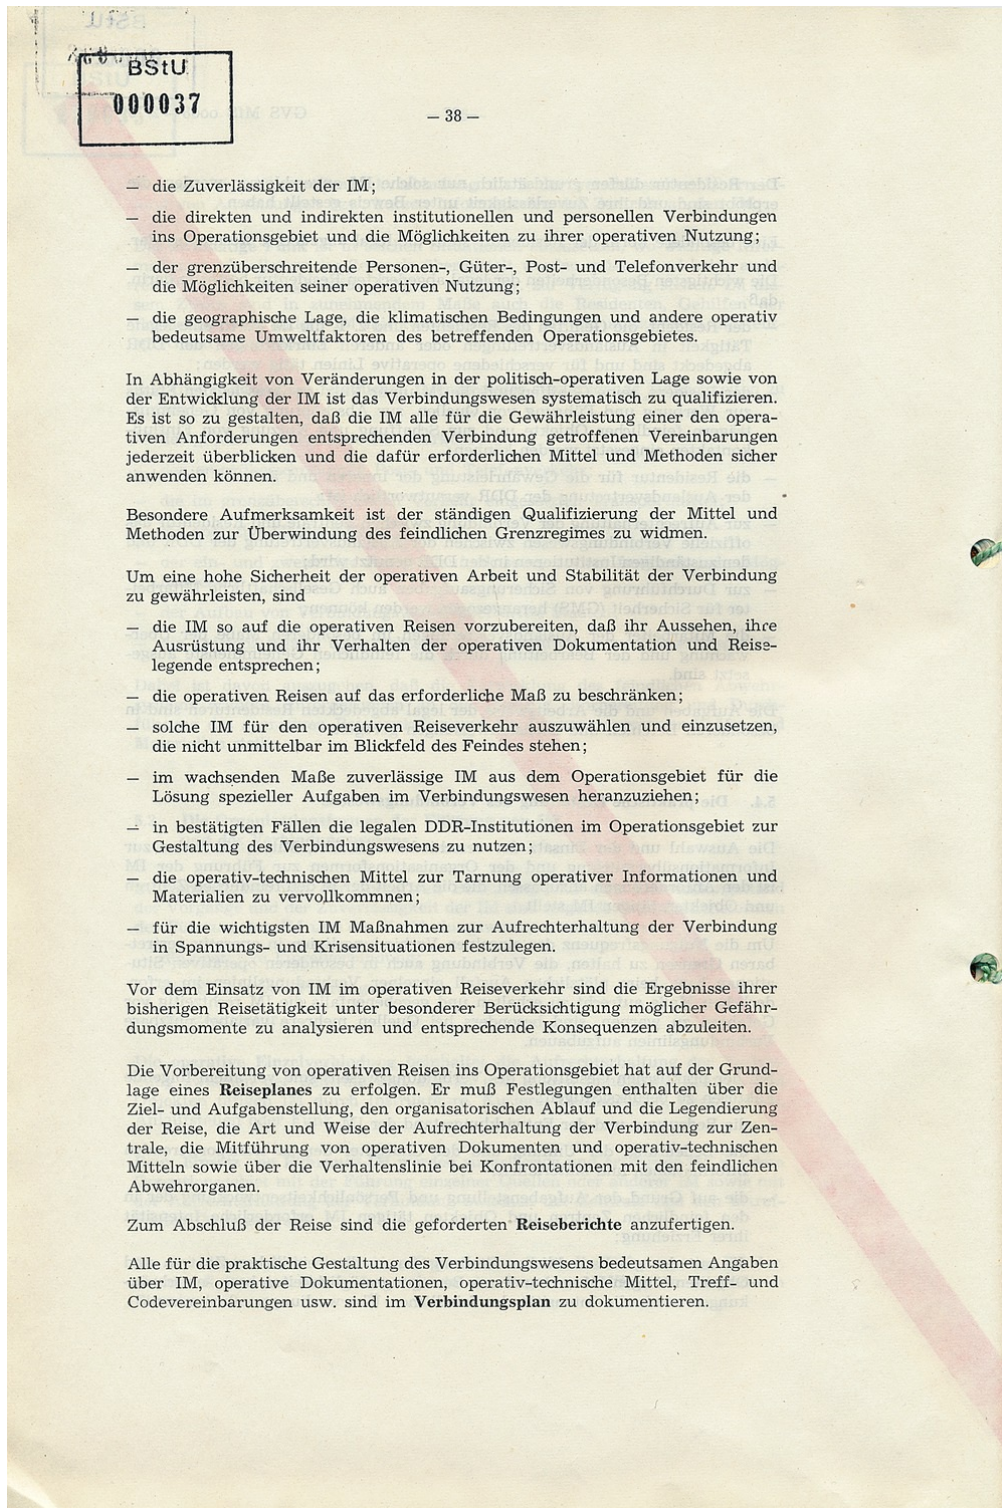 BStU
000037
— 38 —
— die Zuverlässigkeit der IM;
— die direkten und indirekten institutionellen und personellen Verbindungen
ins Operationsgebiet und die Möglichkeiten zu ihrer operativen Nutzung;
— der grenzüberschreitende Personen-, Güter-, Post- und Telefonverkehr und
die Möglichkeiten seiner operativen Nutzung;
— die geographische Lage, die klimatischen Bedingungen und andere operativ
bedeutsame Umweltfaktoren des betreffenden Operationsgebietes.
In Abhängigkeit von Veränderungen in der politisch-operativen Lage sowie von
der Entwicklung der IM ist das Verbindungswesen systematisch zu qualifizieren.
Es ist so zu gestalten, daß die IM alle für die Gewährleistung einer den opera-
tiven Anforderungen entsprechenden Verbindung getroffenen Vereinbarungen
jederzeit überblicken und die dafür erforderlichen Mittel und Methoden sicher
anwenden können.
Besondere Aufmerksamkeit ist der ständigen Qualifizierung der Mittel und
Methoden zur Überwindung des feindlichen Grenzregimes zu widmen.
Um eine hohe Sicherheit der operativen Arbeit und Stabilität der Verbindung
zu gewährleisten, sind
— die IM so auf die operativen Reisen vorzubereiten, daß ihr Aussehen, ihre
Ausrüstung und ihr Verhalten der operativen Dokumentation und Reise-
legende entsprechen;
— die operativen Reisen auf das erforderliche Maß zu beschränken;
— solche IM für den operativen Reiseverkehr auszuwählen und einzusetzen,
die nicht unmittelbar im Blickfeld des Feindes stehen;
— im wachsenden Maße zuverlässige IM aus dem Operationsgebiet für die
Lösung spezieller Aufgaben im Verbindungswesen heranzuziehen;
— in bestätigten Fällen die legalen DDR-Institutionen im Operationsgebiet zur
Gestaltung des Verbindungswesens zu nutzen;
— die operativ-technischen Mittel zur Tarnung operativer Informationen und
Materialien zu vervollkommnen;
— für die wichtigsten IM Maßnahmen zur Aufrechterhaltung der Verbindung
in Spannungs- und Krisensituationen festzulegen.
Vor dem Einsatz von IM im operativen Reiseverkehr sind die Ergebnisse ihrer
bisherigen Reisetätigkeit unter besonderer Berücksichtigung möglicher Gefähr-
dungsmomente zu analysieren und entsprechende Konsequenzen abzuleiten.
Die Vorbereitung von operativen Reisen ins Operationsgebiet hat auf der Grund-
lage eines Reiseplanes zu erfolgen. Er muß Festlegungen enthalten über die
Ziel- und Aufgabenstellung, den organisatorischen Ablauf und die Legendierung
der Reise, die Art und Weise der Aufrechterhaltung der Verbindung zur Zen-
trale, die Mitführung von operativen Dokumenten und operativ-technischen
Mitteln sowie über die Verhaltenslinie bei Konfrontationen mit den feindlichen
Abwehrorganen.
Zum Abschluß der Reise sind die geforderten Reiseberichte anzufertigen.
Alle für die praktische Gestaltung des Verbindungswesens bedeutsamen Angaben
über IM, operative Dokumentationen, operativ-technische Mittel, Treff- und
Codevereinbarungen usw. sind im Verbindungsplan zu dokumentieren.